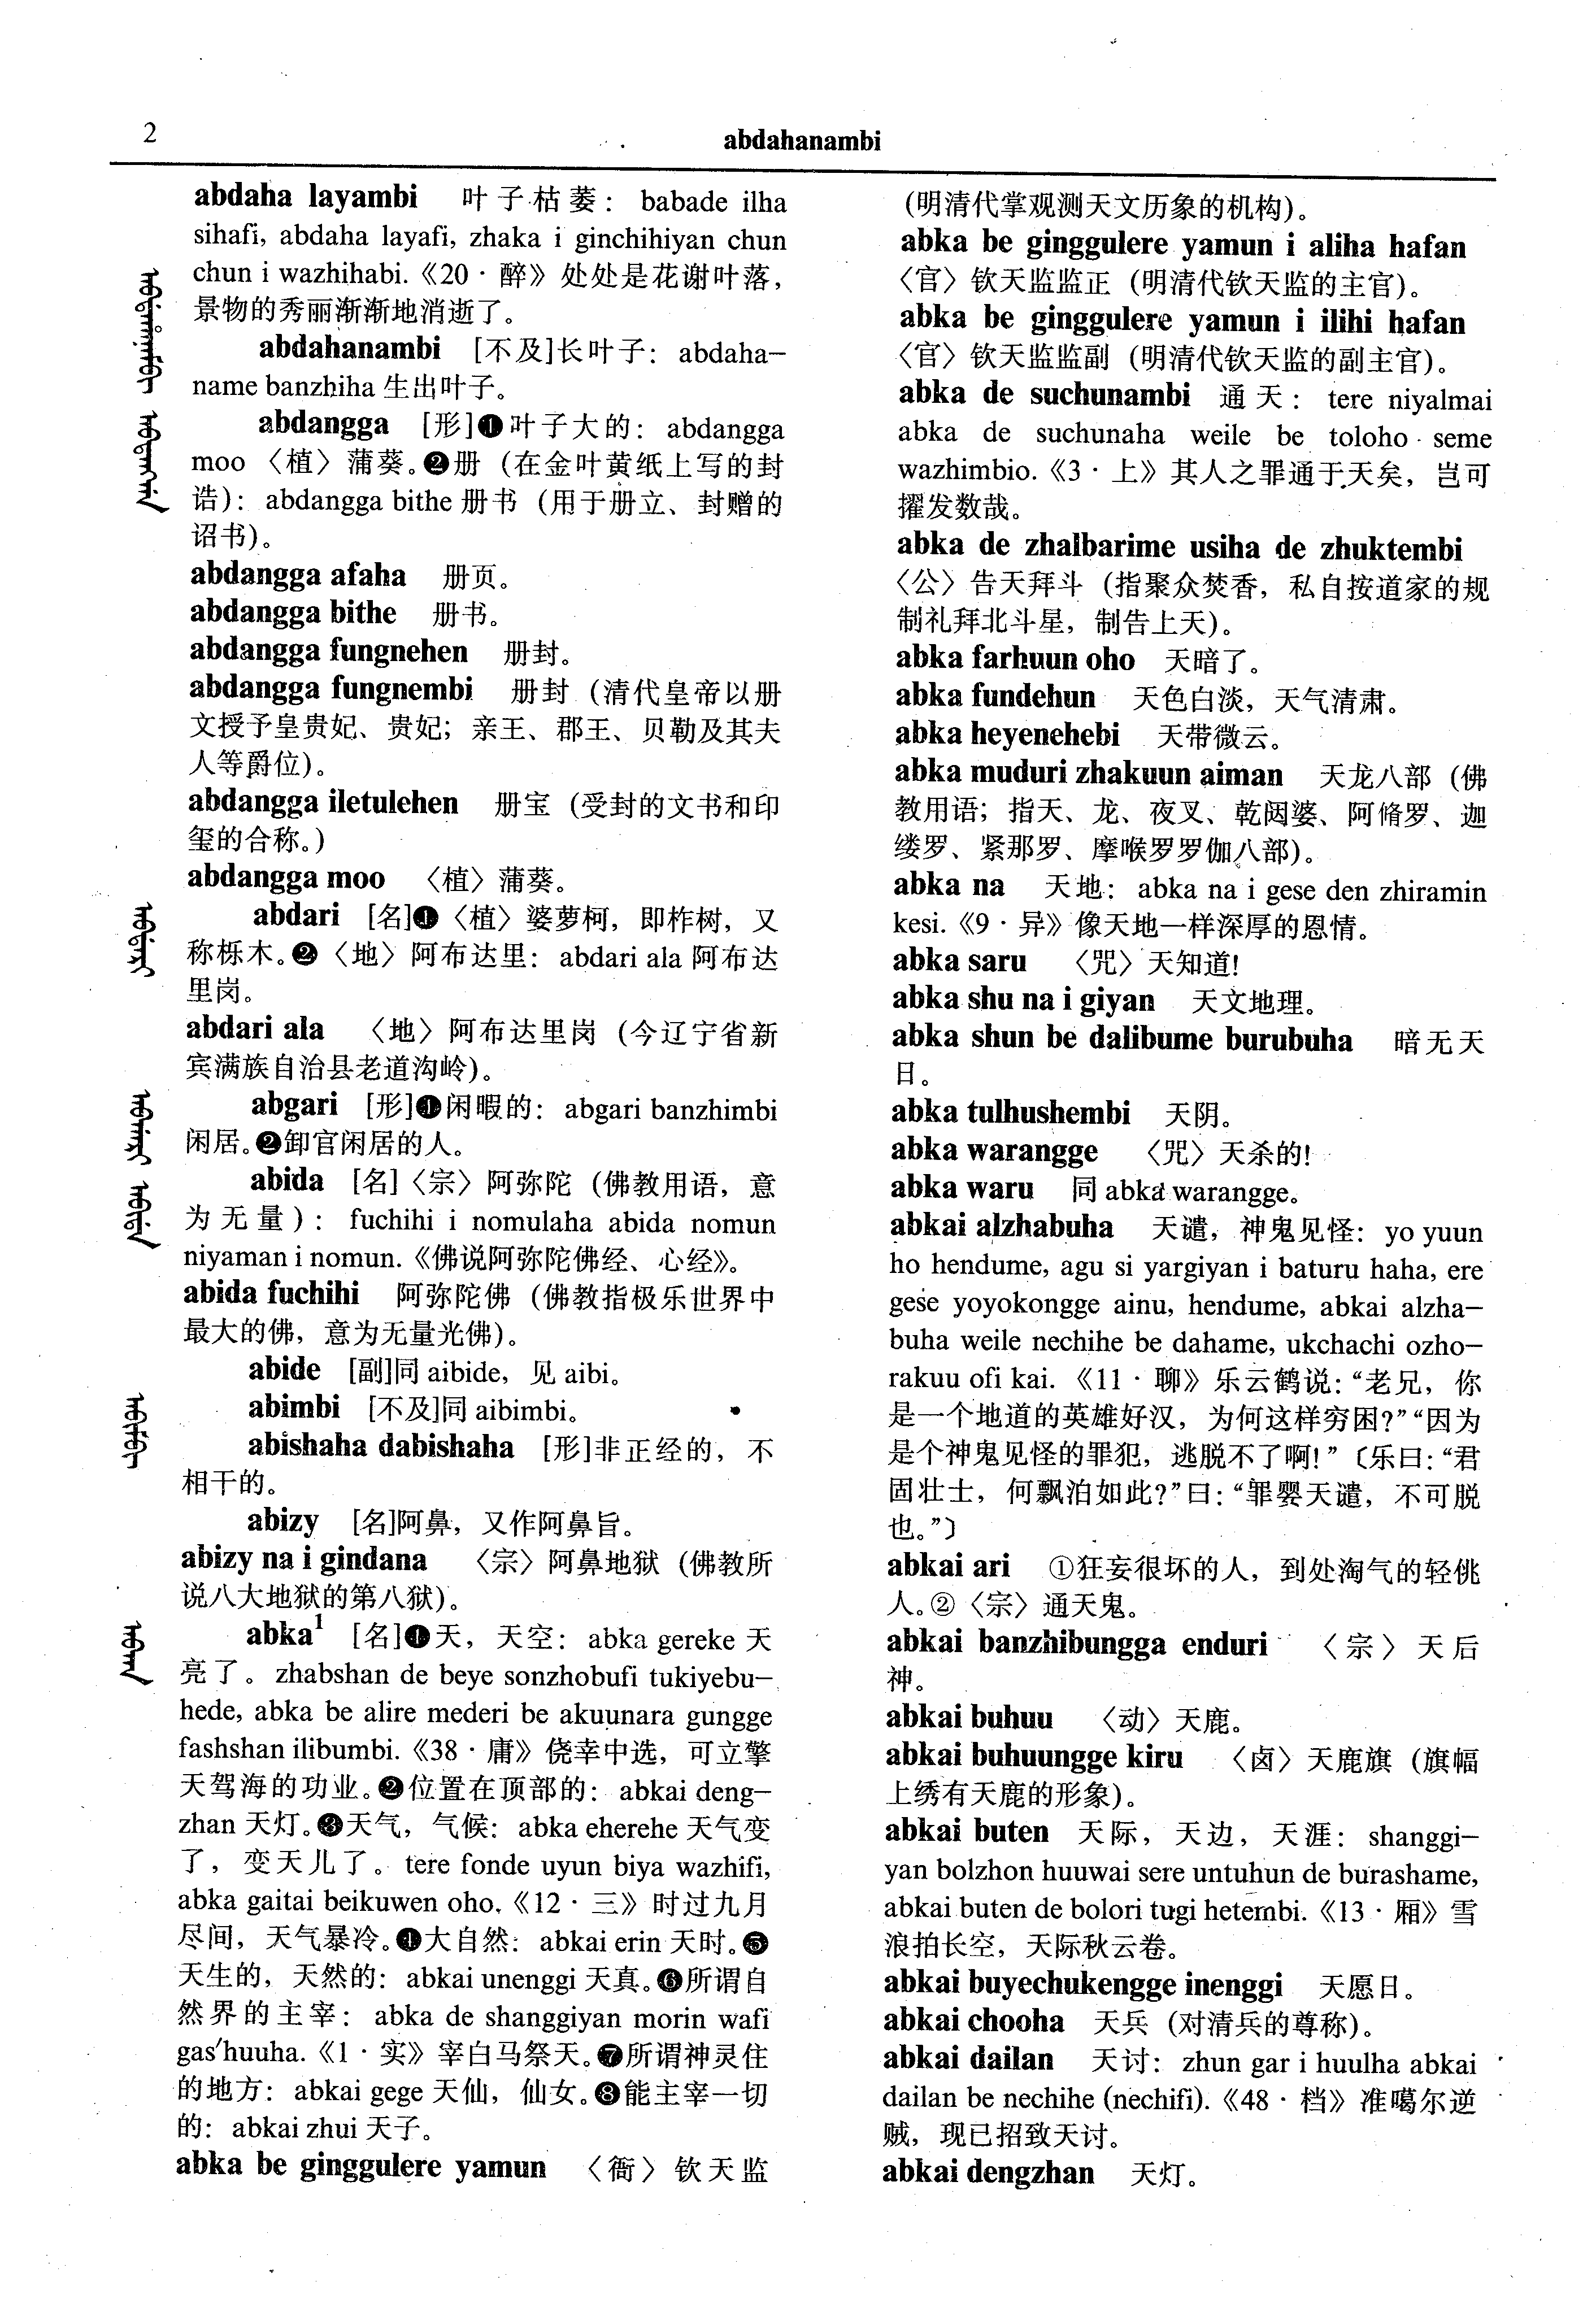 2
abdahanambi
abdaha layambi 叶子枯萎：babade ilha
sihafi, abdaha layafi, zhaka i ginchihiyan chun
chun i wazhihabi.《20·醉》处处是花谢叶落，
景物的秀丽渐渐地消逝了。
abdahanambi [不及]长叶子：abdaha-
name banzhiha 生出叶子。
abdangga [形]❶叶子大的：abdangga
moo〈植〉蒲葵。❷册（在金叶黄纸上写的封
诰)：abdangga bithe 册书（用于册立、封赠的
诏书)。
abdangga afaha 册页。
abdangga bithe 册书。
abdangga fungnehen 册封。
abdangga fungnembi 册封（清代皇帝以册
文授予皇贵妃、贵妃；亲王、郡王、贝勒及其夫
人等爵位)。
abdangga iletulehen 册宝（受封的文书和印
玺的合称。)
abdangga moo 〈植〉蒲葵。
abdari [名]❶〈植〉婆萝柯，即柞树，又
称栎木。❷〈地〉阿布达里：abdari ala 阿布达
里岗。
abdari ala 〈地〉阿布达里岗（今辽宁省新
宾满族自治县老道沟岭)。
abgari [形]❶闲暇的：abgari banzhimbi
闲居。❷卸官闲居的人。
abida [名]〈宗〉阿弥陀（佛教用语，意
为无量)：fuchihi i nomulaha abida nomun
niyaman i nomun.《佛说阿弥陀佛经、心经》。
abida fuchihi 阿弥陀佛（佛教指极乐世界中
最大的佛，意为无量光佛)。
abide [副]同 aibide，见 aibi。
abimbi [不及]同 aibimbi。
abishaha dabishaha [形]非正经的，不
相干的。
abizy [名]阿鼻，又作阿鼻旨。
abizy na i gindana 〈宗〉阿鼻地狱（佛教所
说八大地狱的第八狱)。
abka¹ [名]❶天，天空：abka gereke 天
亮了。zhabshan de beye sonzhobufi tukiyebu-
hede, abka be alire mederi be akuunara gungge
fashshan ilibumbi.《38·庸》侥幸中选，可立擎
天驾海的功业。❷位置在顶部的：abkai deng-
zhan 天灯。❸天气，气候：abka eherehe 天气变
了，变天儿了。tere fonde uyun biya wazhifi,
abka gaitai beikuwen oho.《12·三》时过九月
尽间，天气暴冷。❹大自然：abkai erin 天时。❺
天生的，天然的：abkai unenggi 天真。❻所谓自
然界的主宰：abka de shanggiyan morin wafi
gas'huuha.《1·实》宰白马祭天。❼所谓神灵住
的地方：abkai gege 天仙，仙女。❽能主宰一切
的：abkai zhui 天子。
abka be ginggulere yamun 〈衙〉钦天监
(明清代掌观测天文历象的机构)。
abka be ginggulere yamun i aliha hafan
〈官〉钦天监监正（明清代钦天监的主官)。
abka be ginggulere yamun i ilihi hafan
〈官〉钦天监监副（明清代钦天监的副主官)。
abka de suchunambi 通天：tere niyalmai
abka de suchunaha weile be toloho seme
wazhimbio.《3·上》其人之罪通于天矣，岂可
擢发数哉。
abka de zhalbarime usiha de zhuktembi
〈公〉告天拜斗（指聚众焚香，私自按道家的规
制礼拜北斗星，制告上天)。
abka farhuun oho 天暗了。
abka fundehun 天色白淡，天气清肃。
abka heyenehebi 天带微云。
abka muduri zhakuun aiman 天龙八部（佛
教用语；指天、龙、夜叉、乾闼婆、阿脩罗、迦
缕罗、紧那罗、摩喉罗罗伽八部)。
abka na 天地：abka na i gese den zhiramin
kesi.《9·异》像天地一样深厚的恩情。
abka saru 〈咒〉天知道!
abka shu na i giyan 天文地理。
abka shun be dalibume burubuha 暗无天
日。
abka tulhushembi 天阴。
abka warangge 〈咒〉天杀的!
abka waru 同 abka warangge。
abkai alzhabuha 天谴，神鬼见怪：yo yuun
ho hendume, agu si yargiyan i baturu haha, ere
gese yoyokongge ainu, hendume, abkai alzha-
buha weile nechihe be dahame, ukchachi ozho-
rakuu ofi kai.《11·聊》乐云鹤说：“老兄，你
是一个地道的英雄好汉，为何这样穷困?”“因为
是个神鬼见怪的罪犯，逃脱不了啊!”〔乐曰：“君
固壮士，何飘泊如此?”曰：“罪婴天谴，不可脱
也。”〕
abkai ari ①狂妄很坏的人，到处淘气的轻佻
人。②〈宗〉通天鬼。
abkai banzhibungga enduri 〈宗〉天后
神。
abkai buhuu 〈动〉天鹿。
abkai buhuungge kiru 〈卤〉天鹿旗（旗幅
上绣有天鹿的形象)。
abkai buten 天际，天边，天涯：shanggi-
yan bolzhon huuwai sere untuhun de burashame,
abkai buten de bolori tugi hetembi.《13·厢》雪
浪拍长空，天际秋云卷。
abkai buyechukengge inenggi 天愿日。
abkai chooha 天兵（对清兵的尊称)。
abkai dailan 天讨：zhun gar i huulha abkai
dailan be nechihe (nechifi).《48·档》准噶尔逆
贼，现已招致天讨。
abkai dengzhan 天灯。